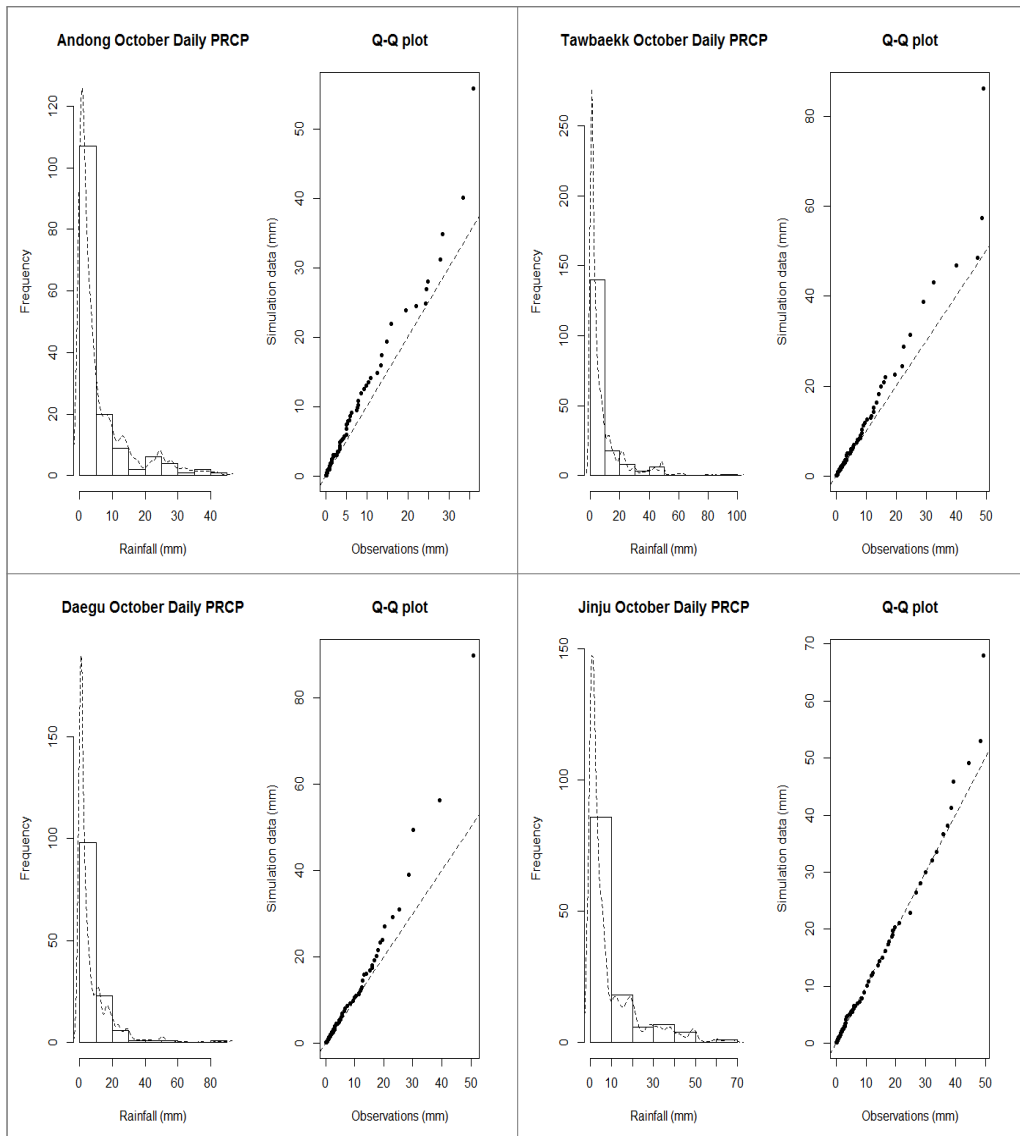 Andong October Daily PRCP
Q-Q plot
Frequency
0 20 40 60 80 100 120
0 10 20 30 40
Rainfall (mm)
Simulation data (mm)
0 10 20 30 40 50
0 5 10 20 30
Observations (mm)
Tawbaekk October Daily PRCP
Q-Q plot
Frequency
0 50 100 150 200 250
0 20 40 60 80 100
Rainfall (mm)
Simulation data (mm)
0 20 40 60 80
0 10 20 30 40 50
Observations (mm)
Daegu October Daily PRCP
Q-Q plot
Frequency
0 50 100 150
0 20 40 60 80
Rainfall (mm)
Simulation data (mm)
0 20 40 60 80
0 10 20 30 40 50
Observations (mm)
Jinju October Daily PRCP
Q-Q plot
Frequency
0 50 100 150
0 10 30 50 70
Rainfall (mm)
Simulation data (mm)
0 10 20 30 40 50 60 70
0 10 20 30 40 50
Observations (mm)